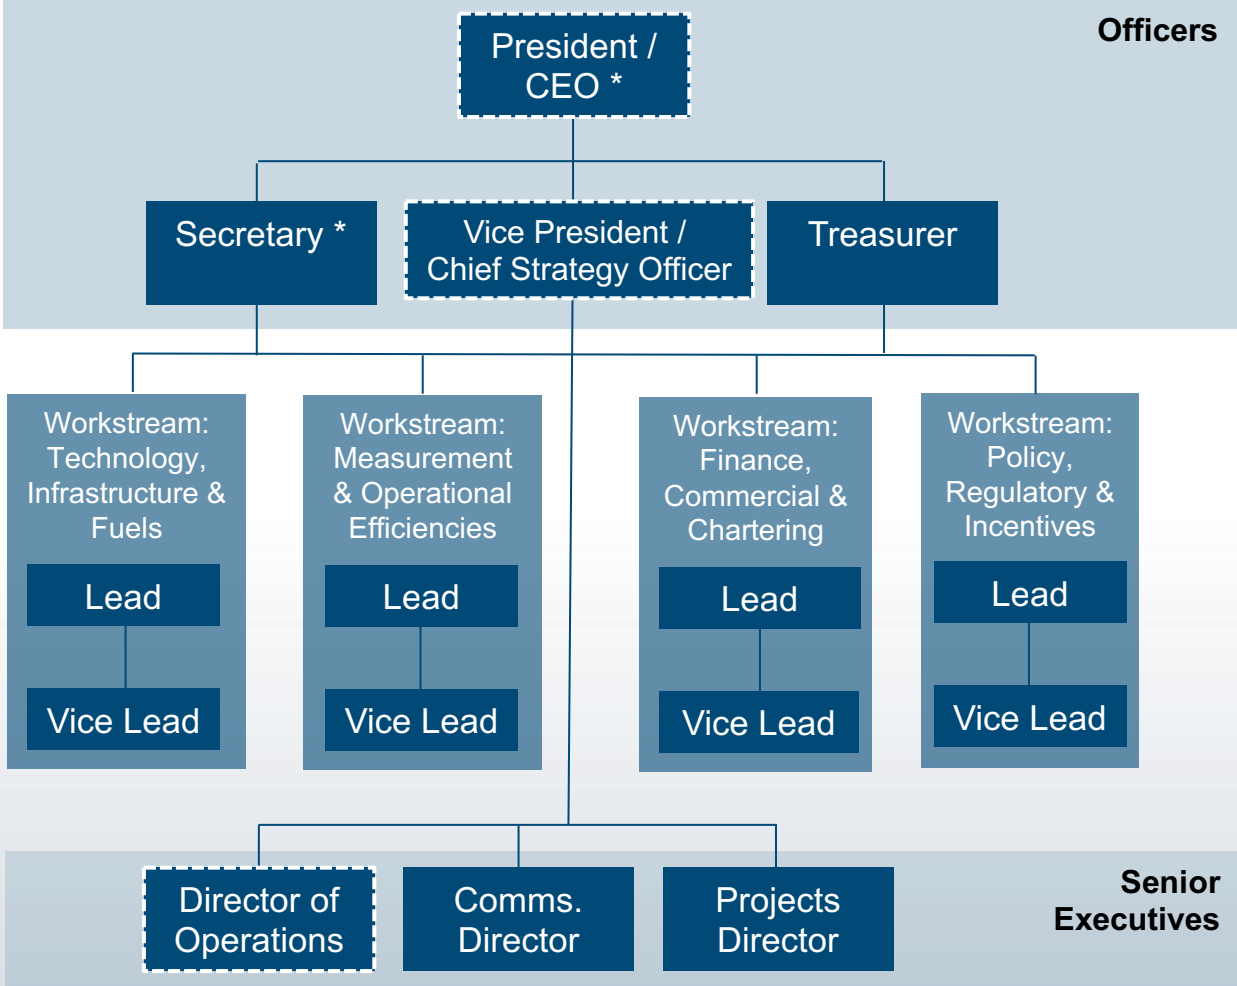 Officers
President /
CEO *
Secretary *
Vice President /
Chief Strategy Officer
Treasurer
Workstream:
Technology,
Infrastructure &
Fuels
Lead
Vice Lead
Workstream:
Measurement
& Operational
Efficiencies
Lead
Vice Lead
Workstream:
Finance,
Commercial &
Chartering
Lead
Vice Lead
Workstream:
Policy,
Regulatory &
Incentives
Lead
Vice Lead
Senior
Executives
Director of
Operations
Comms.
Director
Projects
Director